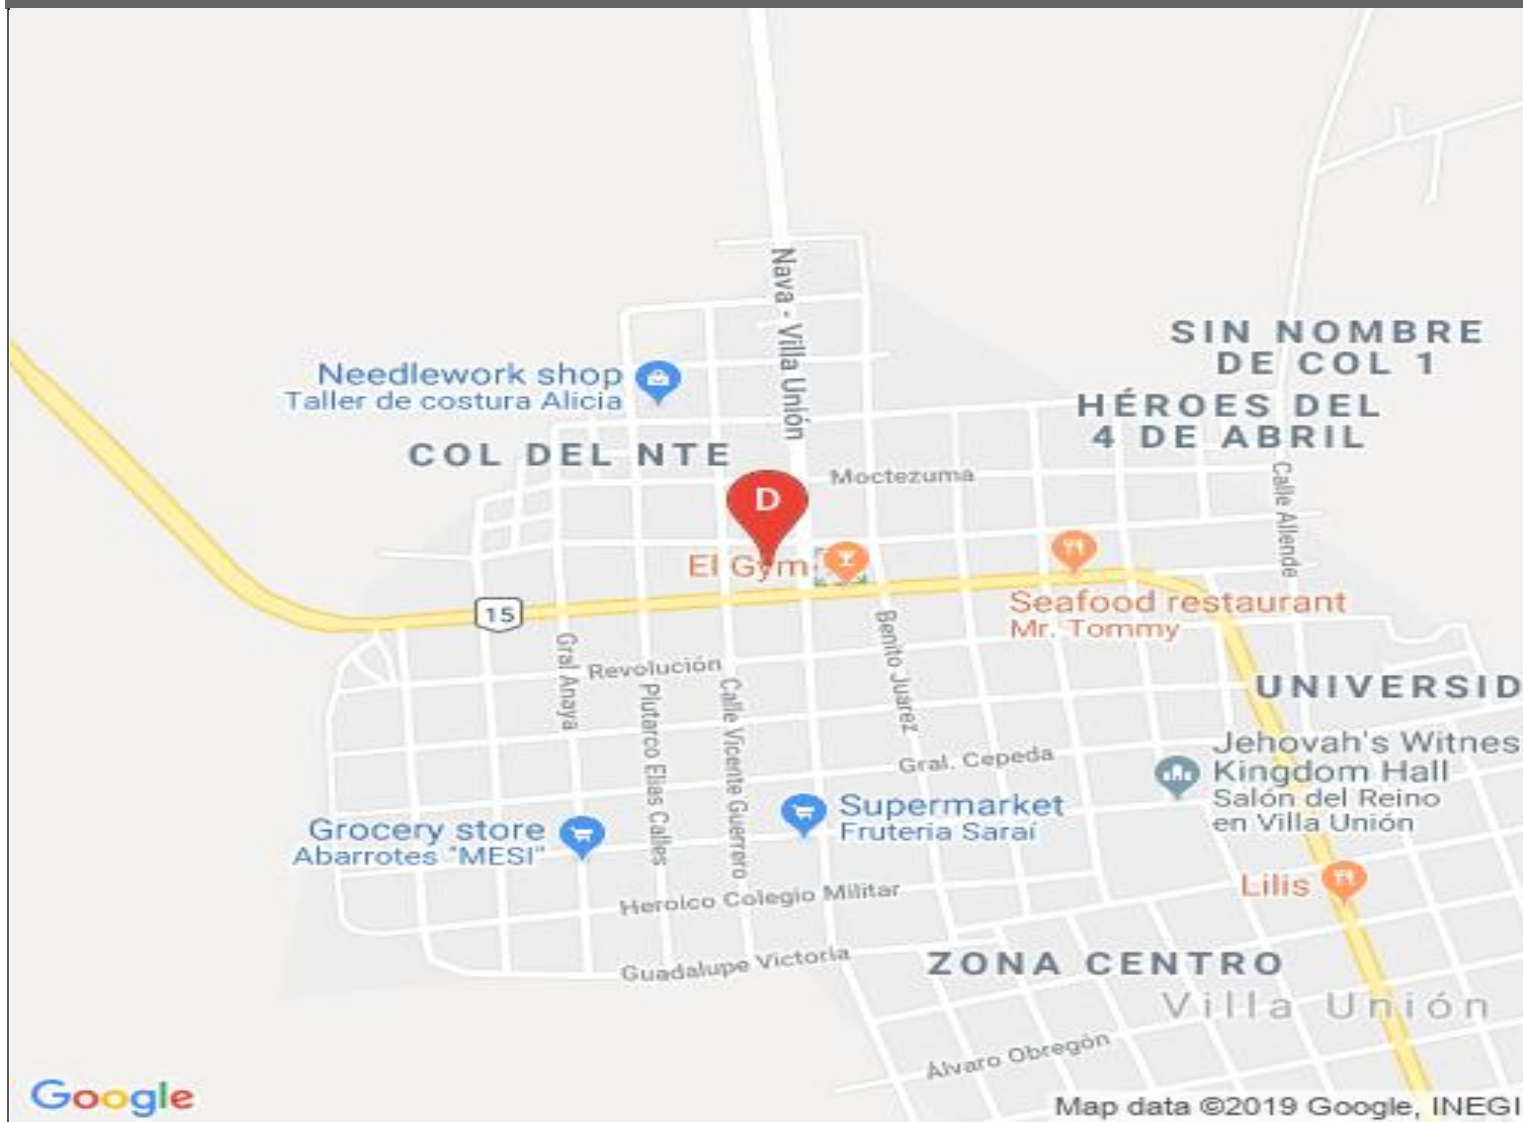 Nava - Villa Unión
SIN NOMBRE
DE COL 1
Needlework shop
Taller de costura Alicia
HÉROES DEL
4 DE ABRIL
COL DEL NTE
Moctezuma
Calle Allende
D
El Gym
15
Seafood restaurant
Mr. Tommy
Gral Anaya
Revolución
Benito Juárez
Plutarco Elías Calles
Calle Vicente Guerrero
UNIVERSID
Gral. Cepeda
Jehovah's Witnes
Kingdom Hall
Salón del Reino
en Villa Unión
Supermarket
Fruteria Saraí
Grocery store
Abarrotes "MESI"
Heroico Colegio Militar
Lilis
Guadalupe Victoria
ZONA CENTRO
Villa Unión
Álvaro Obregón
Google
Map data ©2019 Google, INEGI